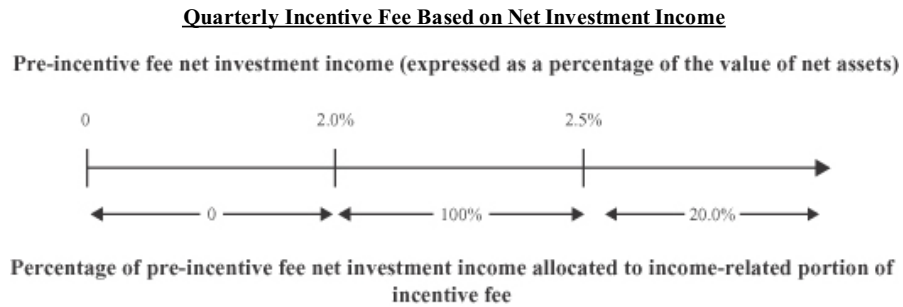 Quarterly Incentive Fee Based on Net Investment Income
Pre-incentive fee net investment income (expressed as a percentage of the value of net assets)
0 2.0% 2.5%
0 100% 20.0%
Percentage of pre-incentive fee net investment income allocated to income-related portion of
incentive fee